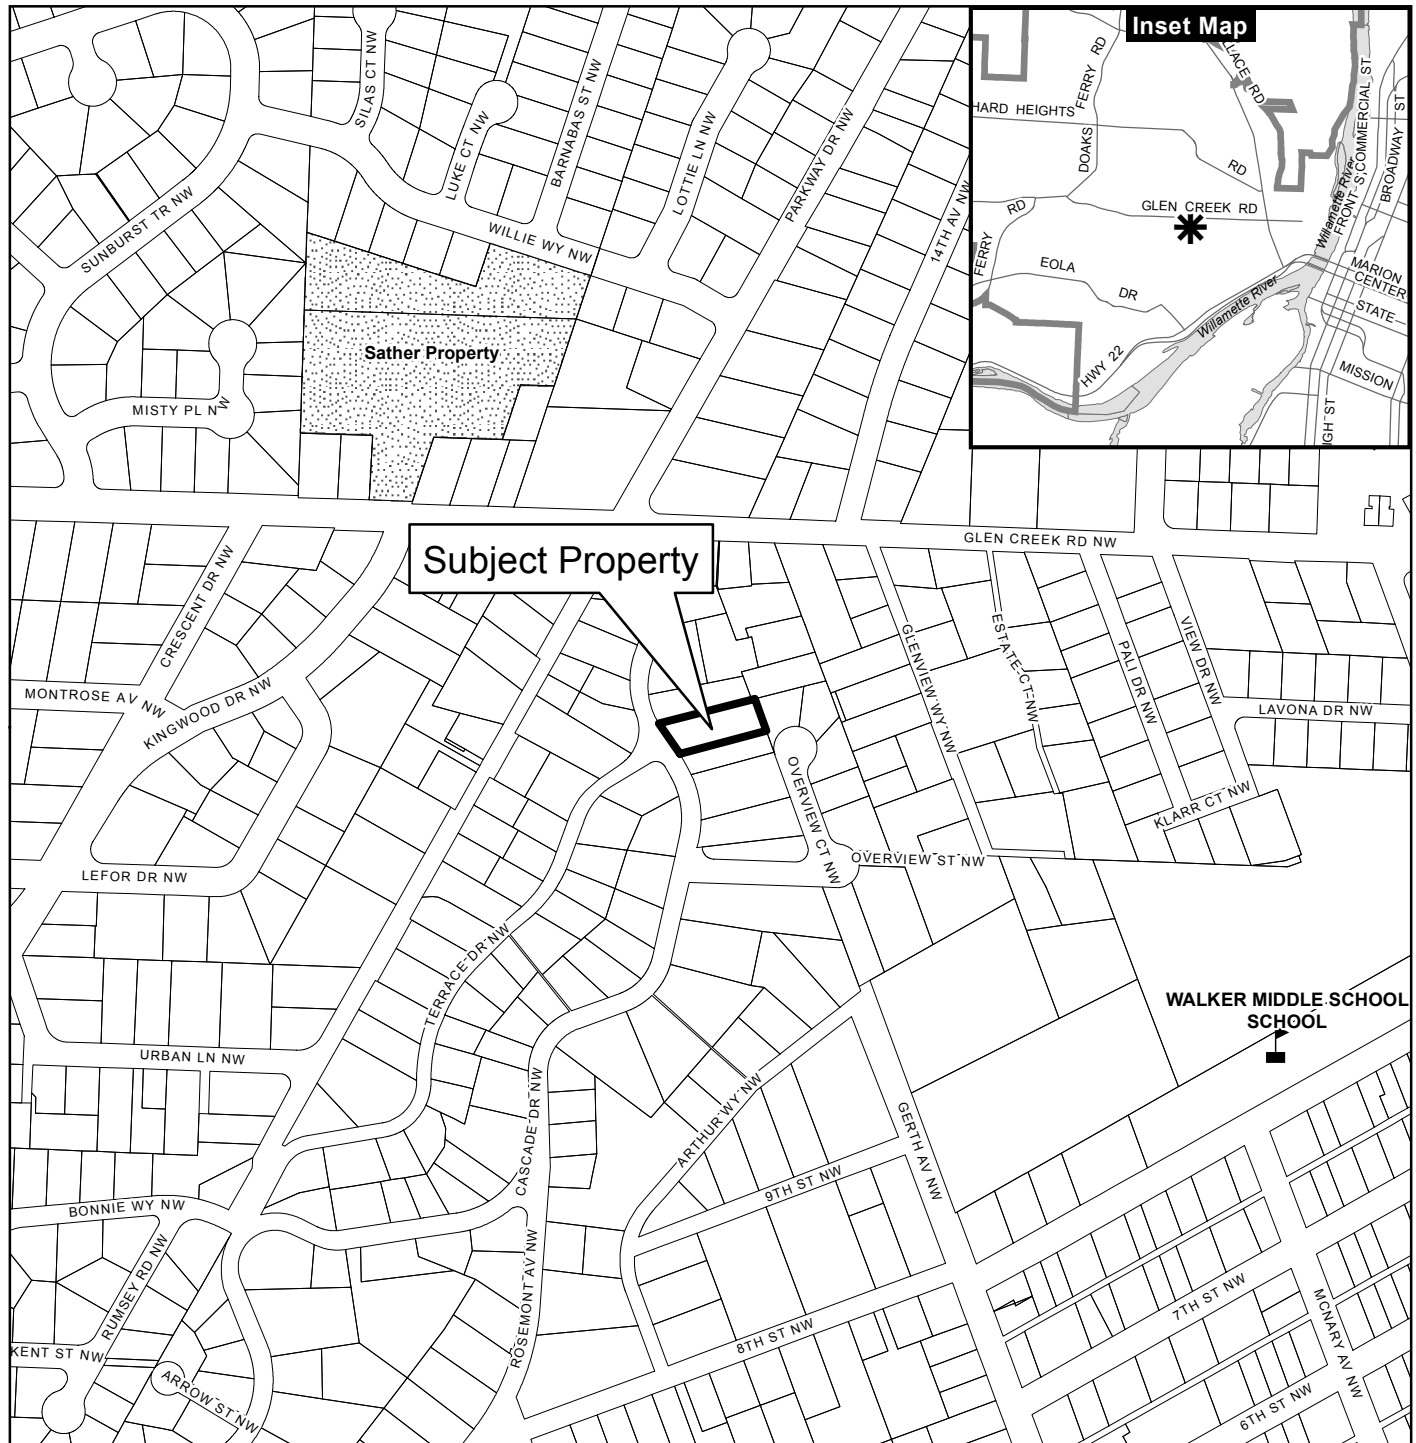 Inset Map
LLACE RD
FERRY RD
DOAKS
HARD HEIGHTS
RD
GLEN CREEK RD
RD
FERRY
EOLA
DR
HWY 22
Willamette River
Willamette River
FRONT
S COMMERCIAL ST
BROADWAY ST
MARION
CENTER
STATE
MISSION
IGH ST
SILAS CT NW
LUKE CT NW
BARNABAS ST NW
LOTTIE LN NW
PARKWAY DR NW
14TH AV NW
SUNBURST TR NW
WILLIE WY NW
Sather Property
MISTY PL NW
GLEN CREEK RD NW
Subject Property
CRESCENT DR NW
MONTROSE AV NW
KINGWOOD DR NW
GLENVIEW WY NW
ESTATE CT NW
PALI DR NW
VIEW DR NW
LAVONA DR NW
KLARR CT NW
OVERVIEW CT NW
OVERVIEW ST NW
LEFOR DR NW
TERRACE DR NW
WALKER MIDDLE SCHOOL
SCHOOL
URBAN LN NW
CASCADE DR NW
ARTHUR WY NW
GERTH AV NW
9TH ST NW
BONNIE WY NW
RUMSEY RD NW
ROSEMONT AV NW
8TH ST NW
7TH ST NW
MCNARY AV NW
KENT ST NW
ARROW ST NW
6TH ST NW